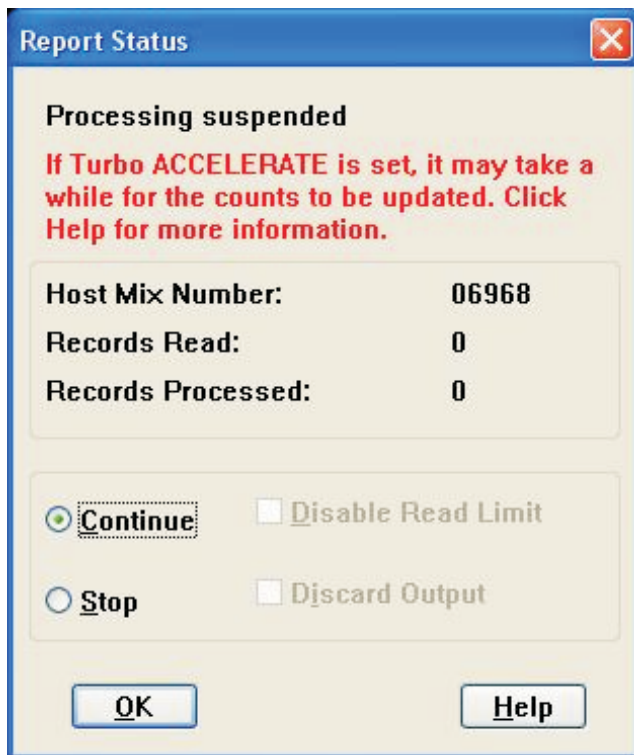 Report Status
Processing suspended
If Turbo ACCELERATE is set, it may take a
while for the counts to be updated. Click
Help for more information.
Host Mix Number: 06968
Records Read: 0
Records Processed: 0
Continue Disable Read Limit
Stop Discard Output
OK Help